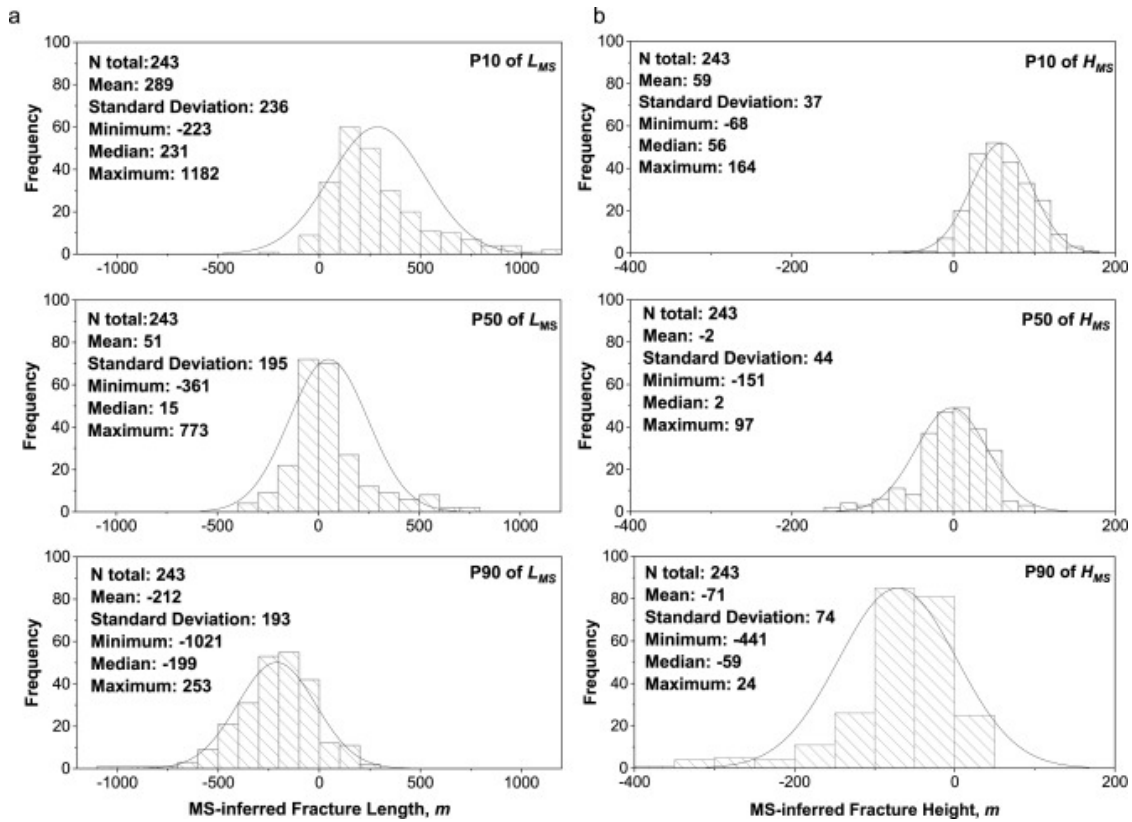 a
b
100
80
60
40
20
0
Frequency
N total:243
Mean: 289
Standard Deviation: 236
Minimum: -223
Median: 231
Maximum: 1182
P10 of LMS
-1000
-500
0
500
1000
100
80
60
40
20
0
Frequency
N total: 243
Mean: 59
Standard Deviation: 37
Minimum: -68
Median: 56
Maximum: 164
P10 of HMS
-400
-200
0
200
100
80
60
40
20
0
Frequency
N total:243
Mean: 51
Standard Deviation: 195
Minimum: -361
Median: 15
Maximum: 773
P50 of LMS
-1000
-500
0
500
1000
100
80
60
40
20
0
Frequency
N total: 243
Mean: -2
Standard Deviation: 44
Minimum: -151
Median: 2
Maximum: 97
P50 of HMS
-400
-200
0
200
100
80
60
40
20
0
Frequency
N total: 243
Mean: -212
Standard Deviation: 193
Minimum: -1021
Median: -199
Maximum: 253
P90 of LMS
-1000
-500
0
500
1000
MS-inferred Fracture Length, m
100
80
60
40
20
0
Frequency
N total: 243
Mean: -71
Standard Deviation: 74
Minimum: -441
Median: -59
Maximum: 24
P90 of HMS
-400
-200
0
200
MS-inferred Fracture Height, m